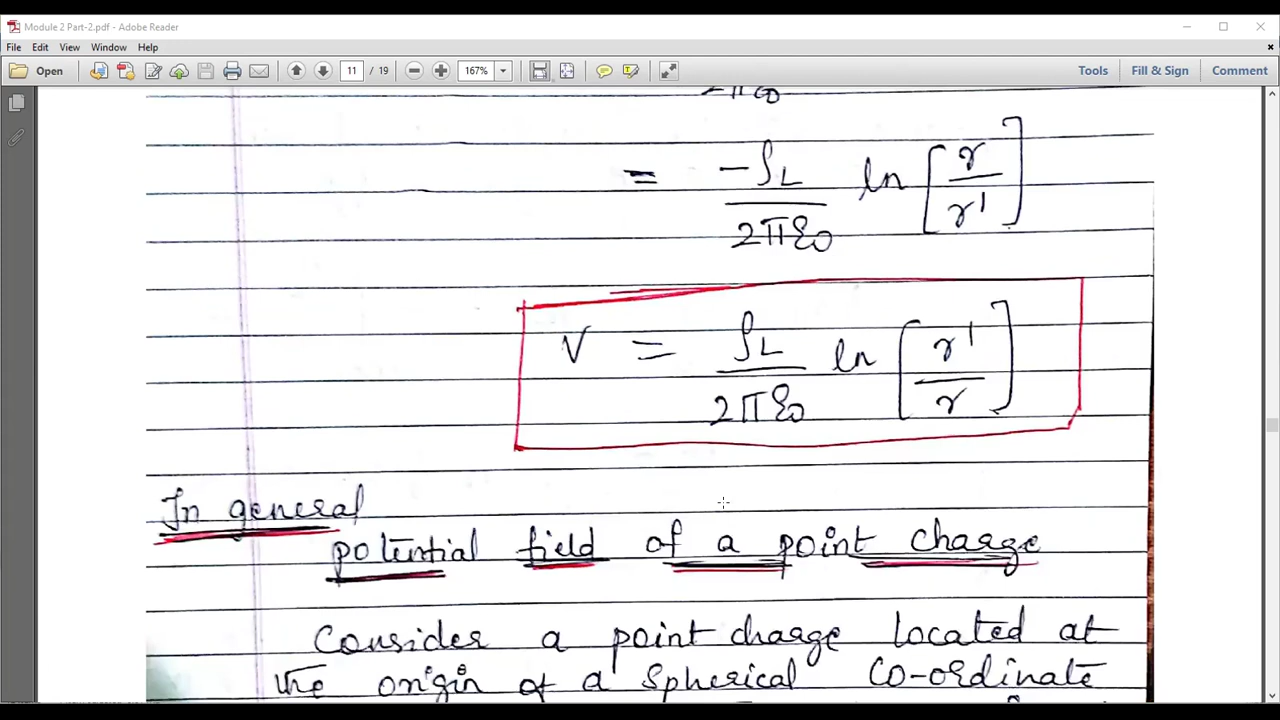 Module 2 Part-2.pdf - Adobe Reader
File Edit View Window Help
Open 11 / 19 167% Tools Fill & Sign Comment
2πε₀
= -ρL/2πε₀ ln[r/r']
V = ρL/2πε₀ ln[r'/r]
In general
potential field of a point charge
Consider a point charge located at
the origin of a spherical Co-ordinate